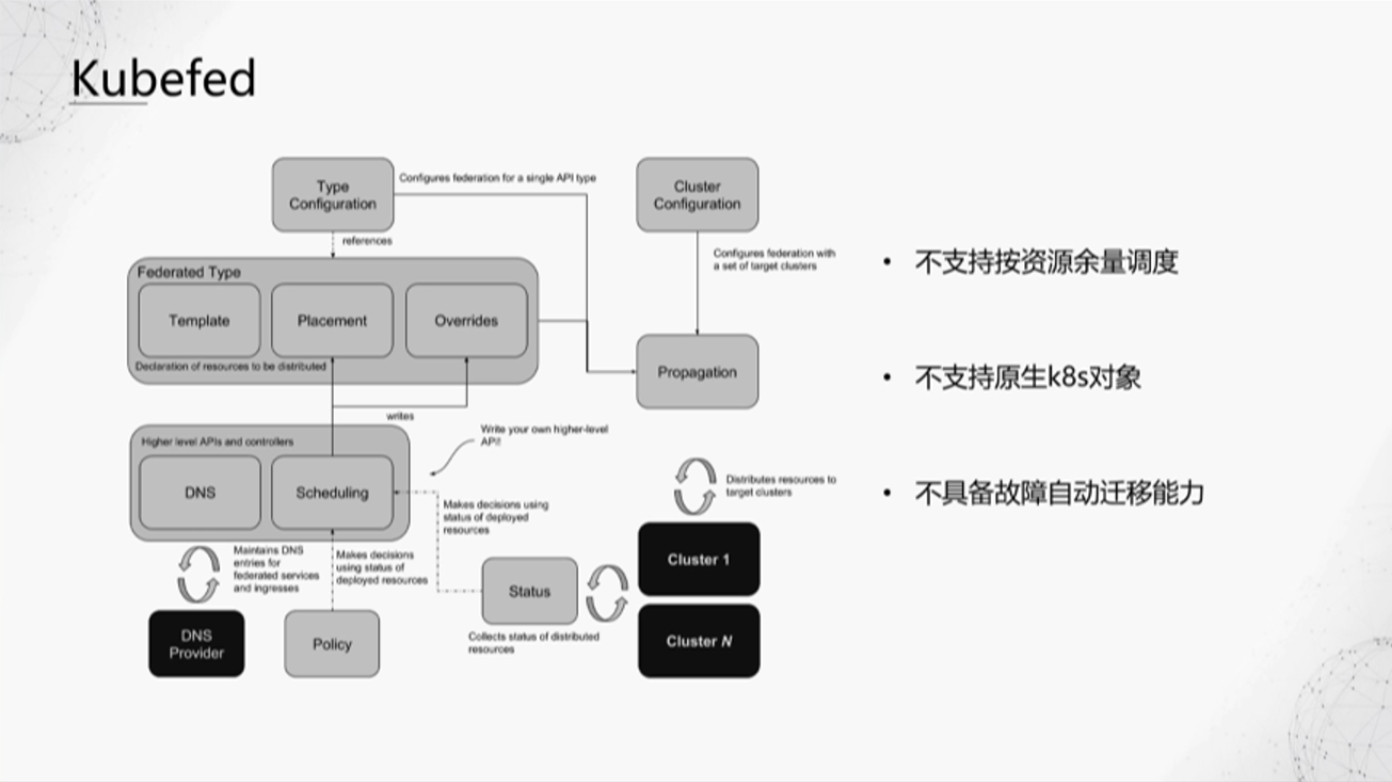 Kubefed
Type
Configuration
Configures federation for a single API type
Cluster
Configuration
references
Configures federation with
a set of target clusters
Federated Type
Template
Placement
Overrides
Declaration of resources to be distributed
Propagation
writes
Higher level APIs and controllers
Write your own higher-level
API!
DNS
Scheduling
Makes decisions using
status of deployed
resources
Distributes resources to
target clusters
Maintains DNS
entries for
federated services
and ingresses
Makes decisions
using status of
deployed resources
Cluster 1
Status
DNS
Provider
Policy
Collects status of distributed
resources
Cluster N
• 不支持按资源余量调度
• 不支持原生k8s对象
• 不具备故障自动迁移能力